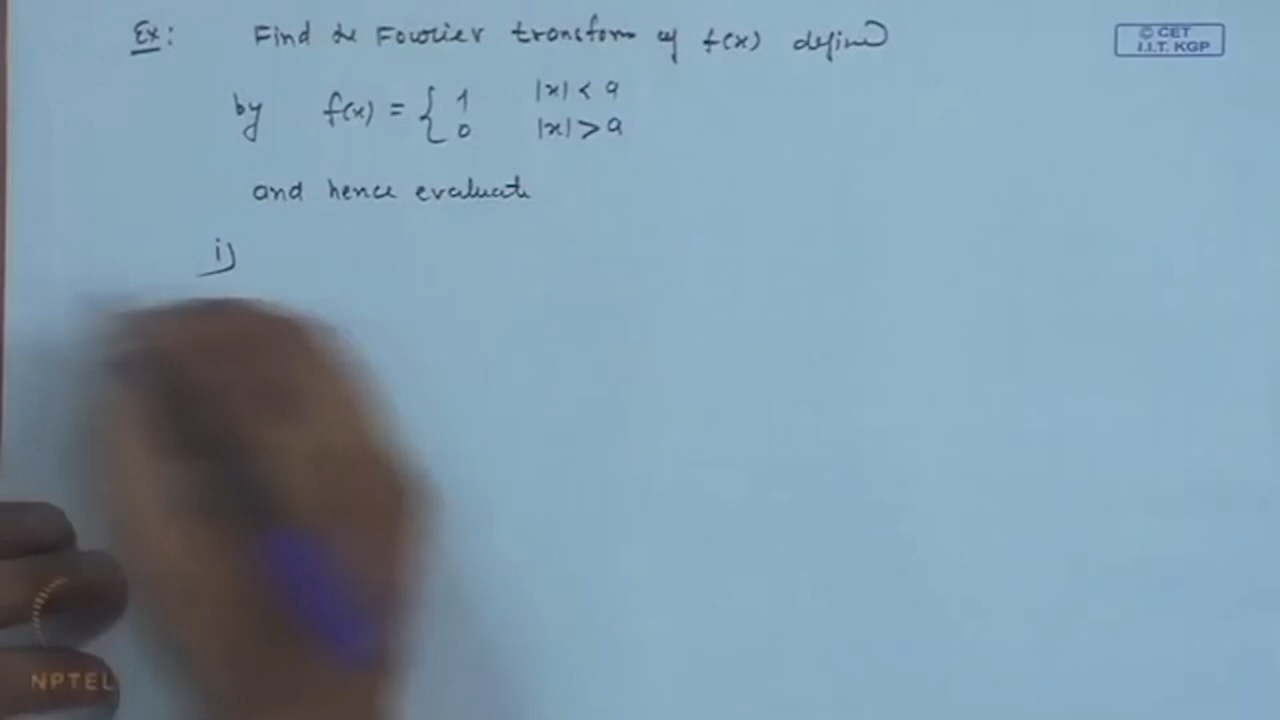 Ex: Find the Fourier transform of f(x) defined
© CET
I.I.T. KGP
by f(x) = { 1 |x| < a
0 |x| > a
and hence evaluate
i)
NPTEL